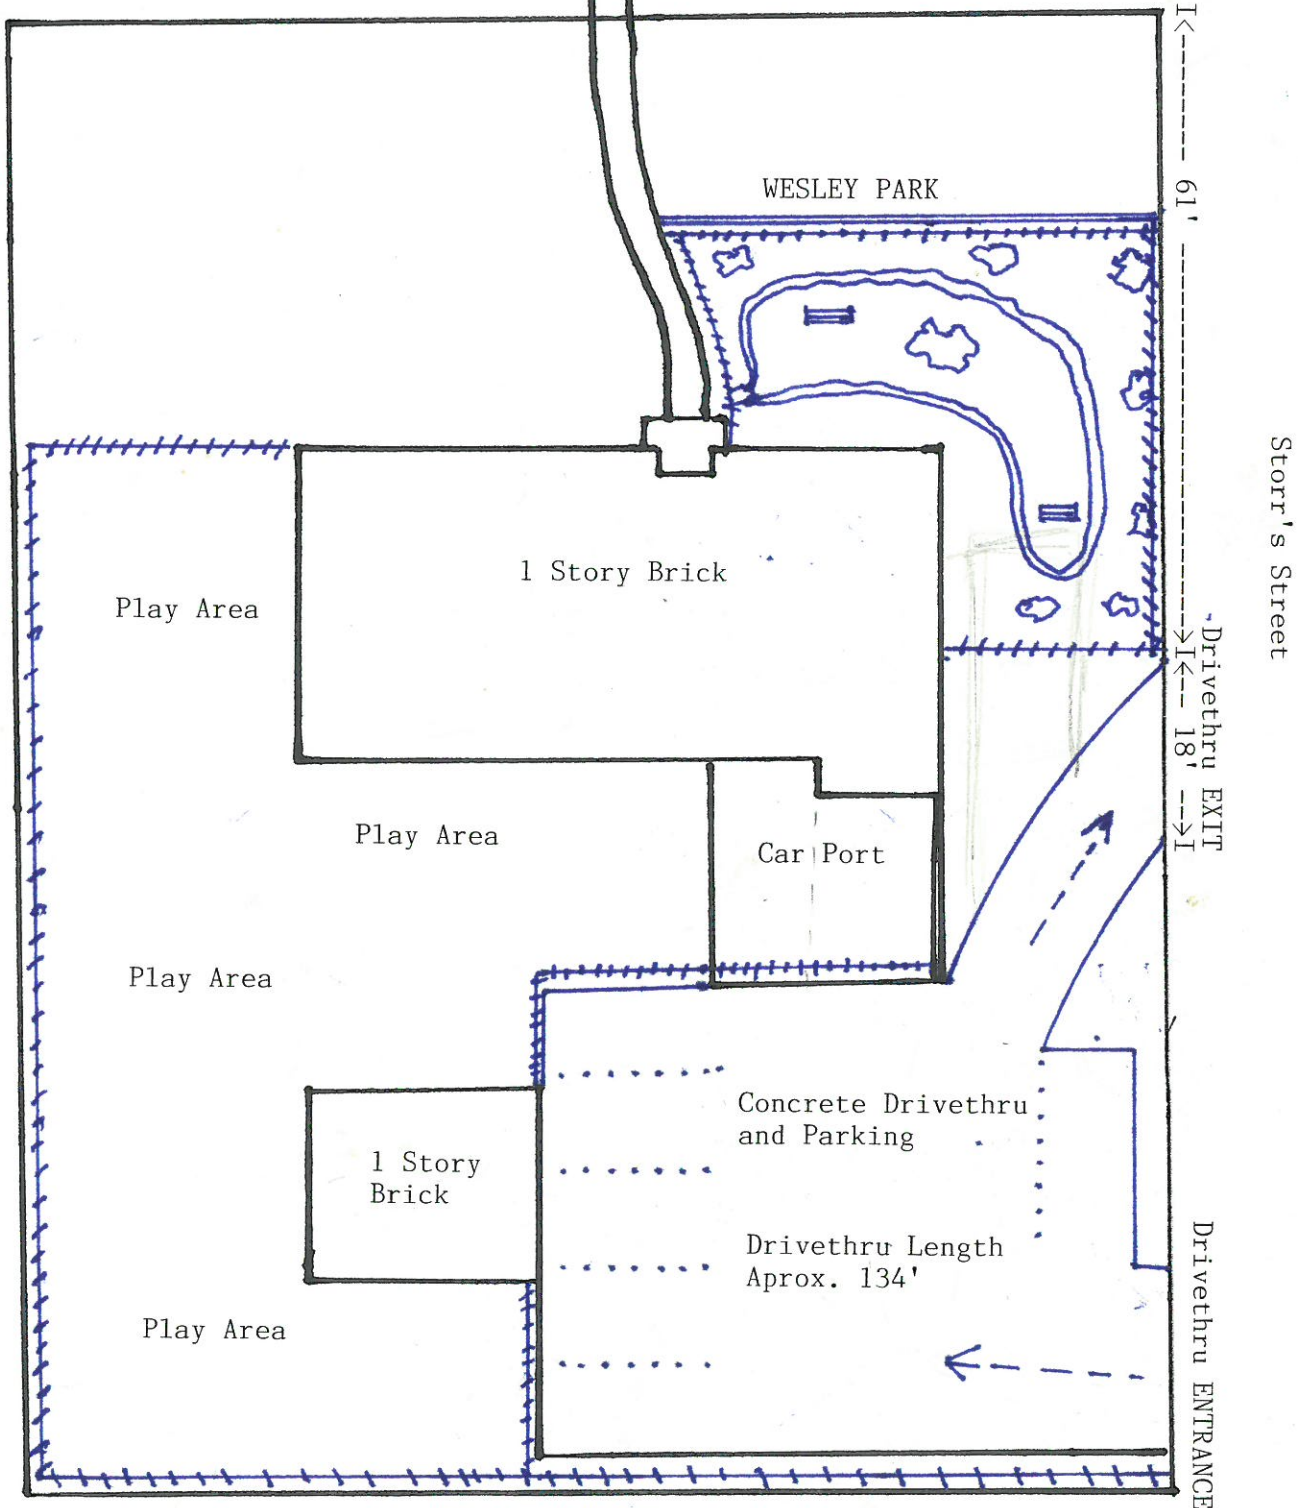 WESLEY PARK
I<-------- 61' ------------------------>I<--- 18' --->I
Storr's Street
1 Story Brick
Play Area
Drivethru EXIT
Play Area
Car Port
Play Area
Concrete Drivethru
and Parking
1 Story
Brick
Drivethru Length
Aprox. 134'
Play Area
Drivethru ENTRANCE